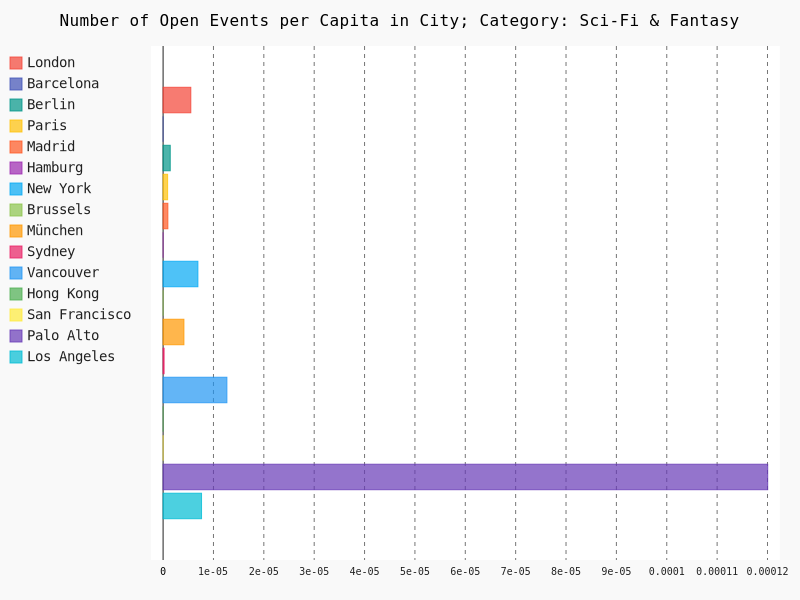 Number of Open Events per Capita in City; Category: Sci-Fi & Fantasy
London
Barcelona
Berlin
Paris
Madrid
Hamburg
New York
Brussels
München
Sydney
Vancouver
Hong Kong
San Francisco
Palo Alto
Los Angeles
0 1e-05 2e-05 3e-05 4e-05 5e-05 6e-05 7e-05 8e-05 9e-05 0.0001 0.00011 0.00012